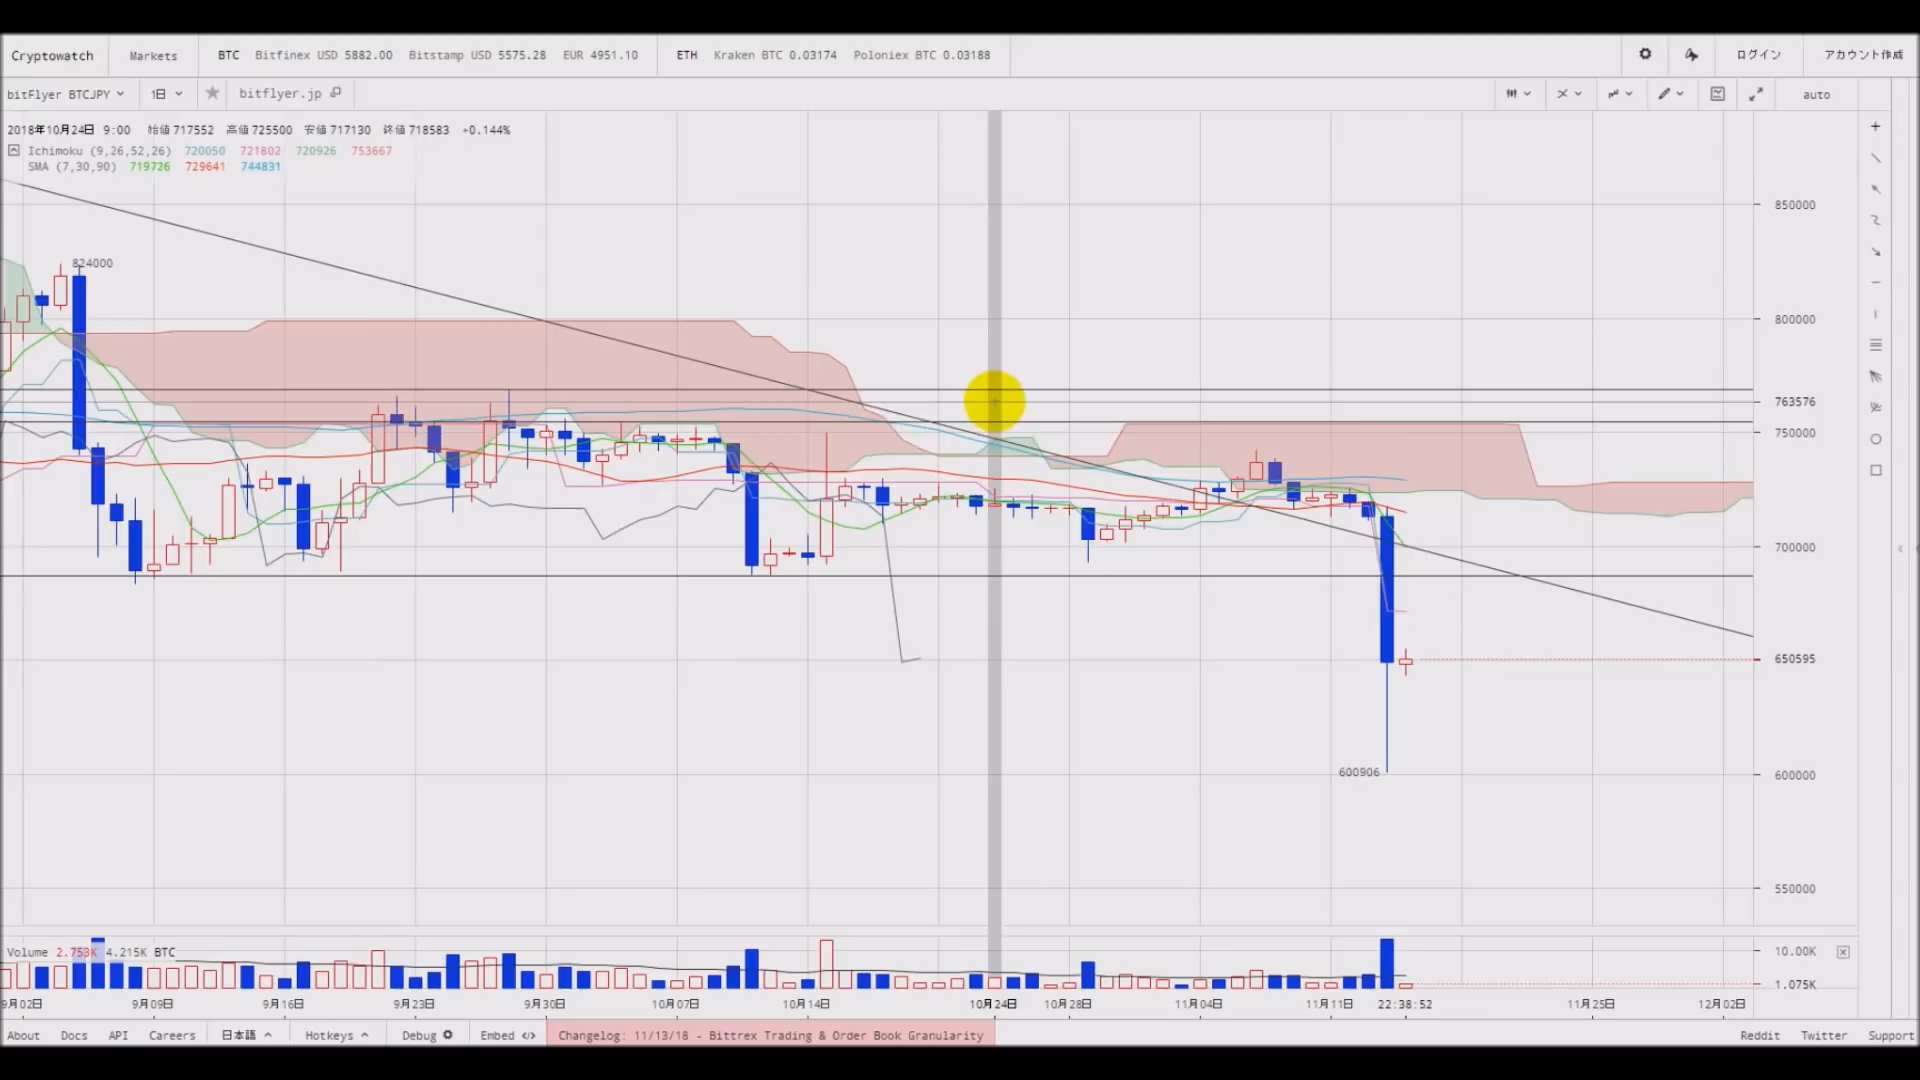 Cryptowatch Markets BTC Bitfinex USD 5882.00 Bitstamp USD 5575.28 EUR 4951.10 ETH Kraken BTC 0.03174 Poloniex BTC 0.03188 ログイン アカウント作成
bitFlyer BTCJPY 1日 bitflyer.jp auto
2018年10月24日 9:00 始値 717552 高値 725500 安値 717130 終値 718583 +0.144%
Ichimoku (9,26,52,26) 720050 721802 720926 753667
SMA (7,30,90) 719726 729641 744831
850000
824000
800000
763576
750000
700000
650595
600906
600000
550000
Volume 2.753K 4.215K BTC
10.00K
1.075K
9月02日 9月09日 9月16日 9月23日 9月30日 10月07日 10月14日 10月24日 10月28日 11月04日 11月11日 22:38:52 11月25日 12月02日
About Docs API Careers 日本語 Hotkeys Debug Embed Changelog: 11/13/18 - Bittrex Trading & Order Book Granularity Reddit Twitter Support